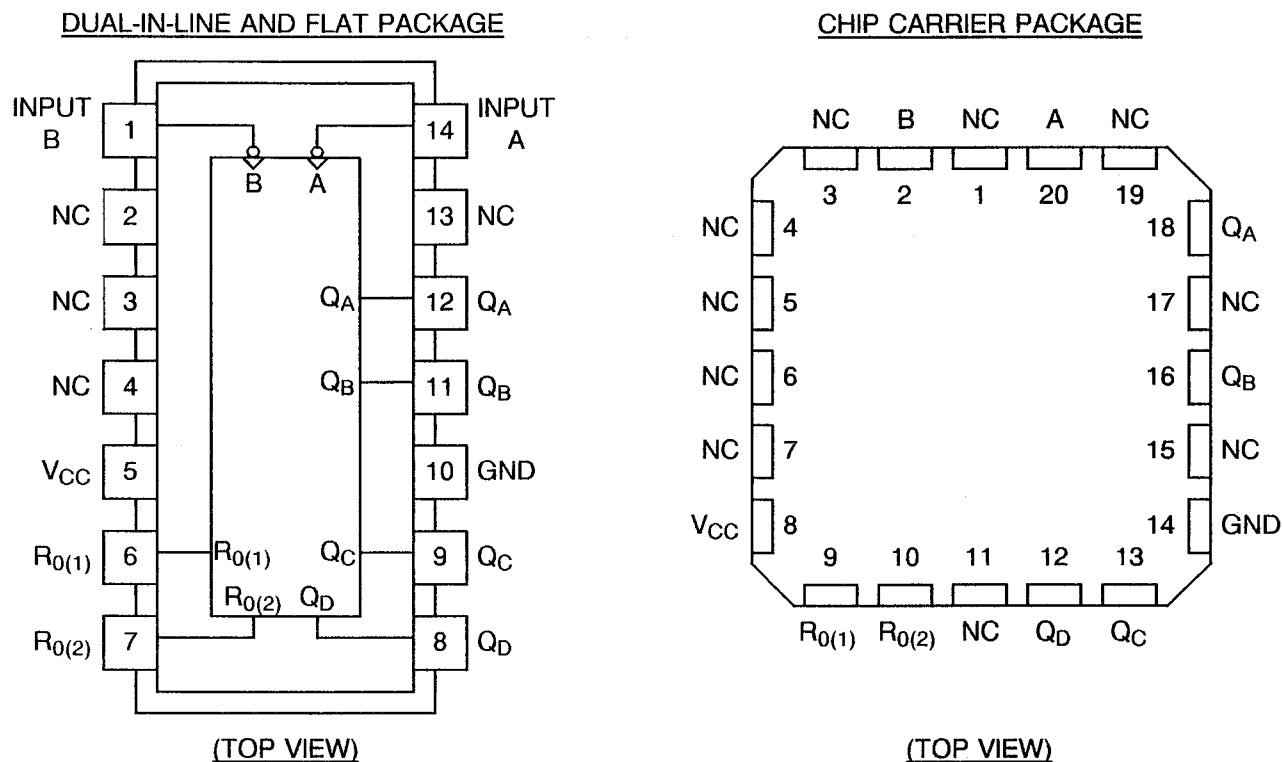 DUAL-IN-LINE AND FLAT PACKAGE
INPUT B
1
14
INPUT A
B
A
NC
2
13
NC
NC
3
QA
12
QA
NC
4
QB
11
QB
VCC
5
10
GND
R0(1)
6
R0(1)
QC
9
QC
R0(2)
QD
R0(2)
7
8
QD
(TOP VIEW)
CHIP CARRIER PACKAGE
NC
B
NC
A
NC
3
2
1
20
19
NC
4
18
QA
NC
5
17
NC
NC
6
16
QB
NC
7
15
NC
VCC
8
14
GND
9
10
11
12
13
R0(1)
R0(2)
NC
QD
QC
(TOP VIEW)